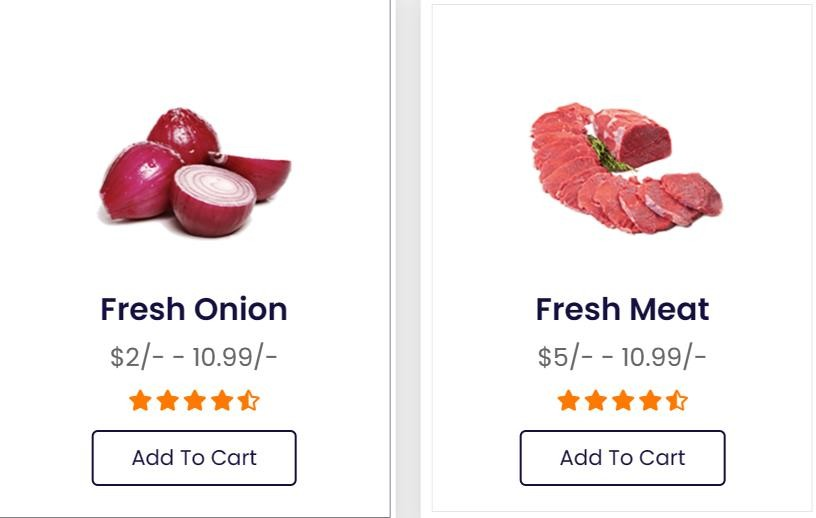 Fresh Onion
$2/- - 10.99/-
Add To Cart
Fresh Meat
$5/- - 10.99/-
Add To Cart